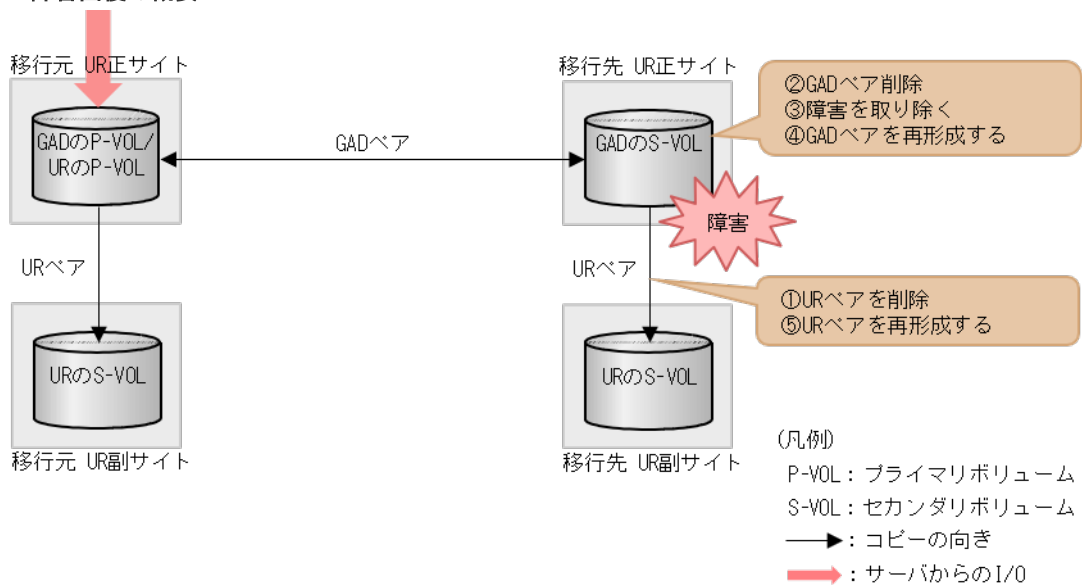 移行元 UR正サイト
移行先 UR正サイト
②GADペア削除
③障害を取り除く
④GADペアを再形成する
GADのP-VOL/
URのP-VOL
GADペア
GADのS-VOL
障害
URペア
URペア
①URペアを削除
⑤URペアを再形成する
URのS-VOL
URのS-VOL
移行元 UR副サイト
移行先 UR副サイト
(凡例)
P-VOL：プライマリボリューム
S-VOL：セカンダリボリューム
：コピーの向き
：サーバからのI/O